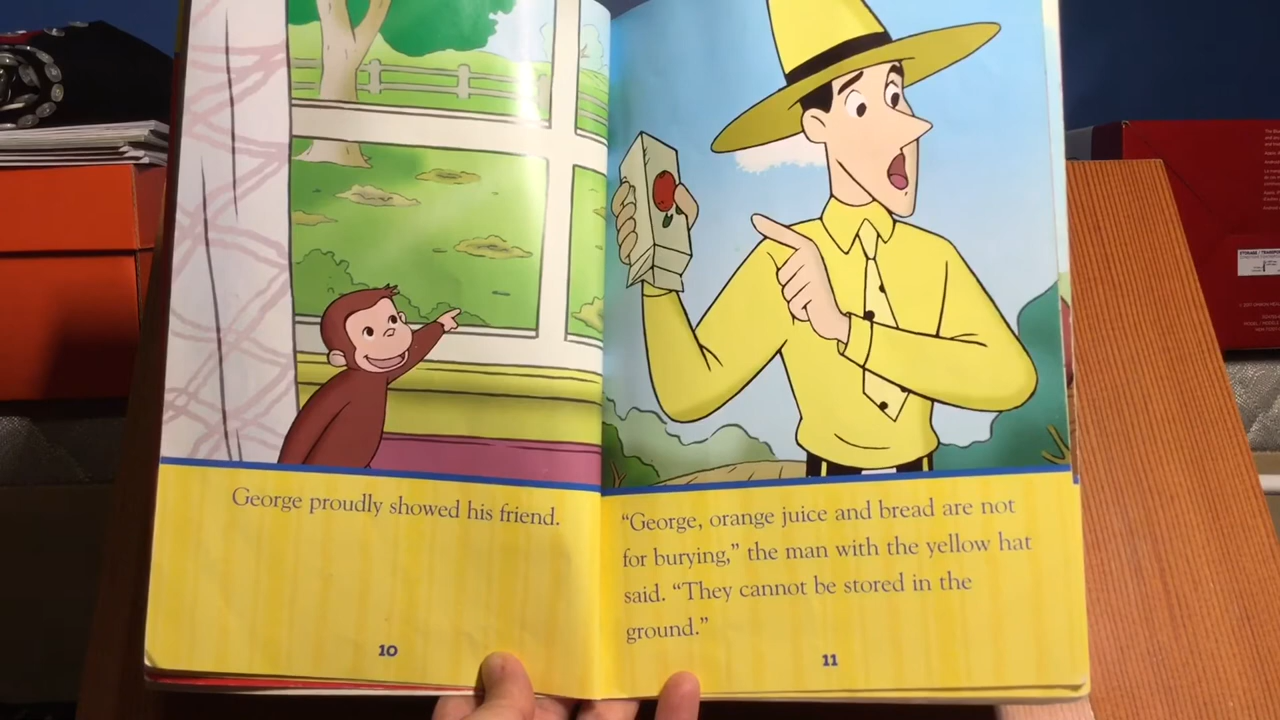 George proudly showed his friend.
10
“George, orange juice and bread are not
for burying,” the man with the yellow hat
said. “They cannot be stored in the
ground.”
11